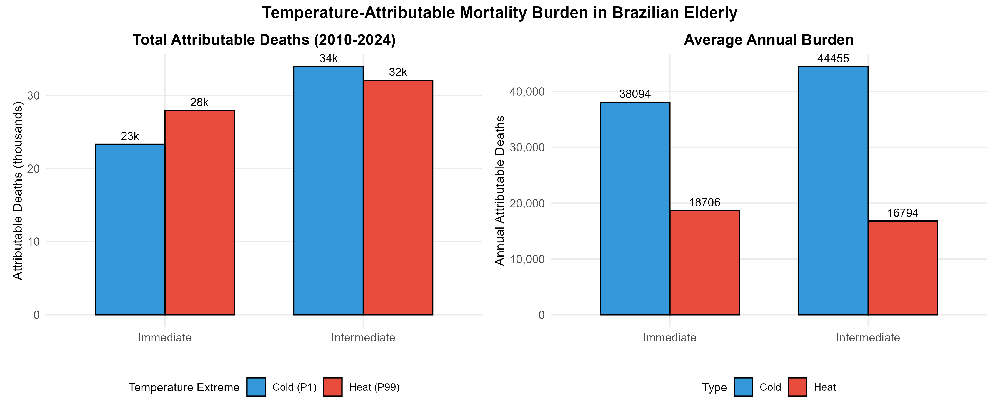 Temperature-Attributable Mortality Burden in Brazilian Elderly
Total Attributable Deaths (2010-2024)
Attributable Deaths (thousands)
30
20
10
0
23k
28k
34k
32k
Immediate
Intermediate
Temperature Extreme
Cold (P1)
Heat (P99)
Average Annual Burden
Annual Attributable Deaths
40,000
30,000
20,000
10,000
0
38094
18706
44455
16794
Immediate
Intermediate
Type
Cold
Heat